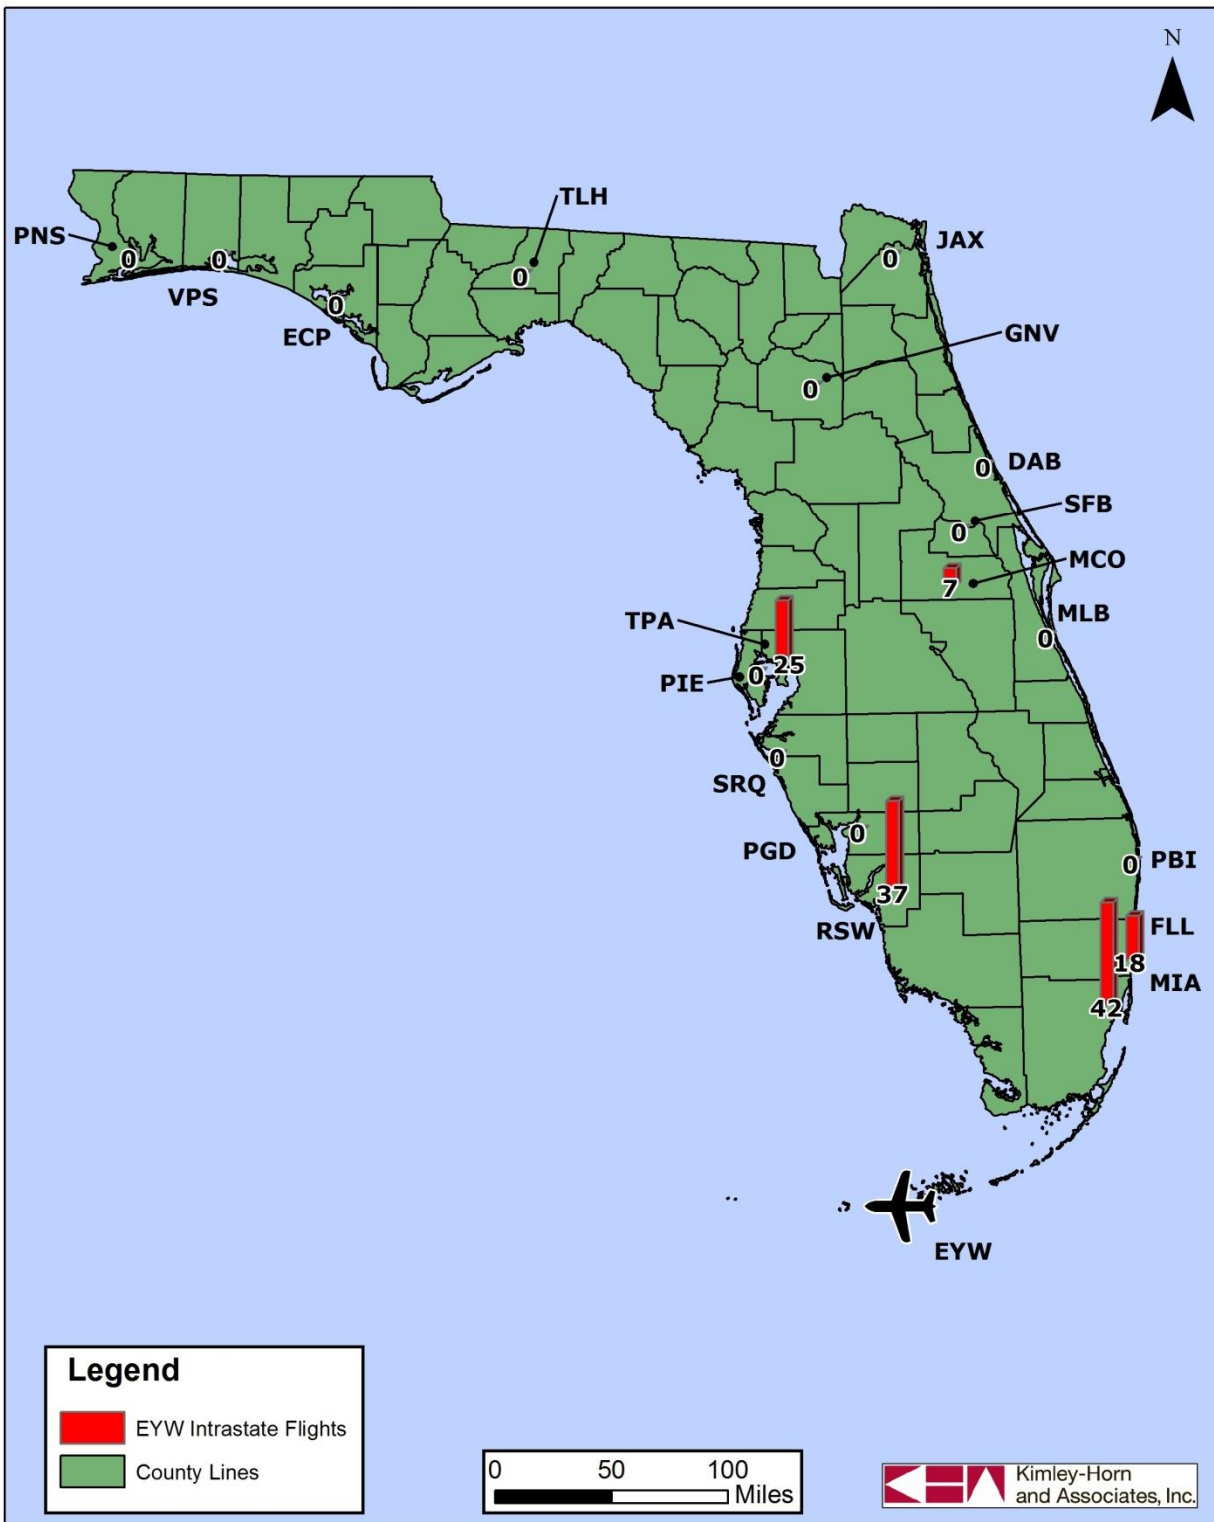 N
TLH
PNS
JAX
0
0
0
0
VPS
0
ECP
GNV
0
DAB
0
SFB
0
MCO
7
MLB
TPA
0
25
PIE
0
0
SRQ
0
PGD
PBI
0
37
RSW
FLL
18
MIA
42
EYW
Legend
EYW Intrastate Flights
County Lines
0 50 100
Miles
Kimley-Horn
and Associates, Inc.